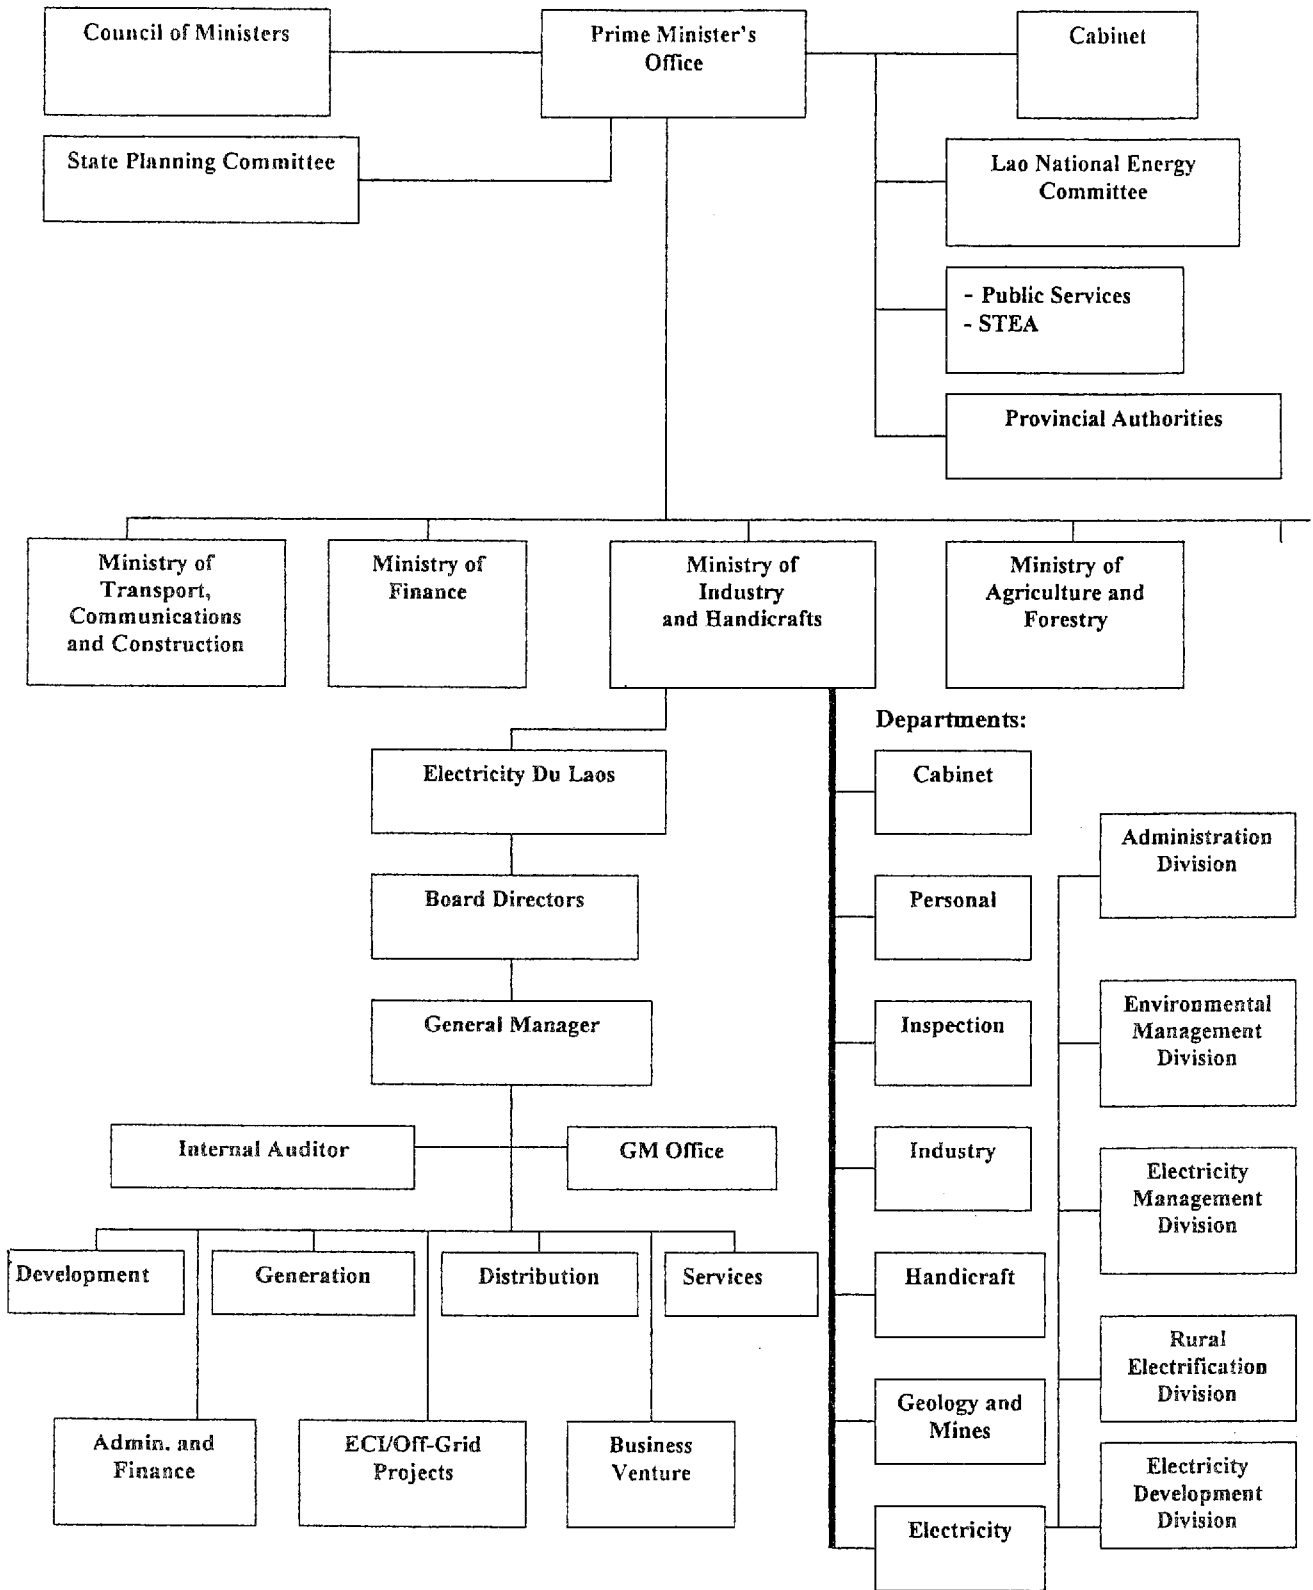 Council of Ministers
Prime Minister's
Office
Cabinet
State Planning Committee
Lao National Energy
Committee
- Public Services
- STEA
Provincial Authorities
Ministry of
Transport,
Communications
and Construction
Ministry of
Finance
Ministry of
Industry
and Handicrafts
Ministry of
Agriculture and
Forestry
Departments:
Electricity Du Laos
Board Directors
General Manager
Internal Auditor
GM Office
Development
Generation
Distribution
Services
Admin. and
Finance
ECI/Off-Grid
Projects
Business
Venture
Cabinet
Personal
Inspection
Industry
Handicraft
Geology and
Mines
Electricity
Administration
Division
Environmental
Management
Division
Electricity
Management
Division
Rural
Electrification
Division
Electricity
Development
Division